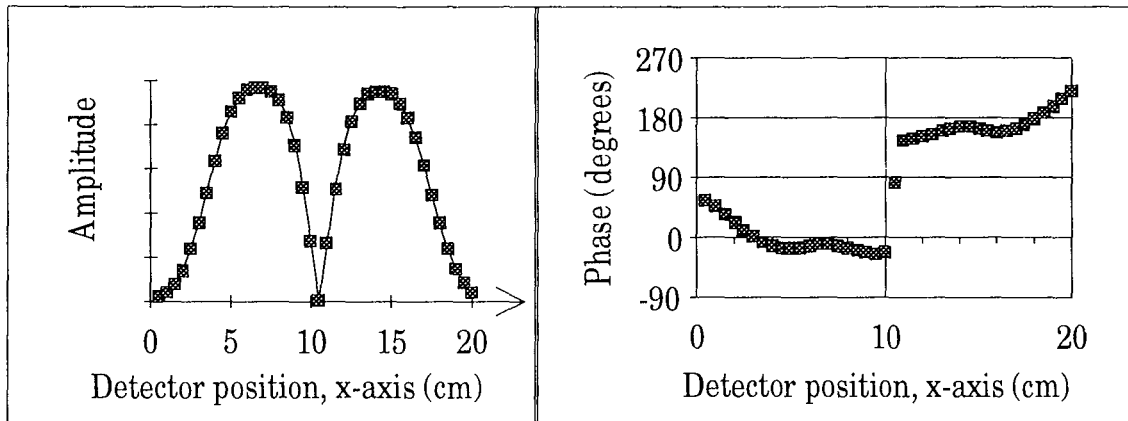 Amplitude
0 5 10 15 20
Detector position, x-axis (cm)
Phase (degrees)
270
180
90
0
-90
0 10 20
Detector position, x-axis (cm)